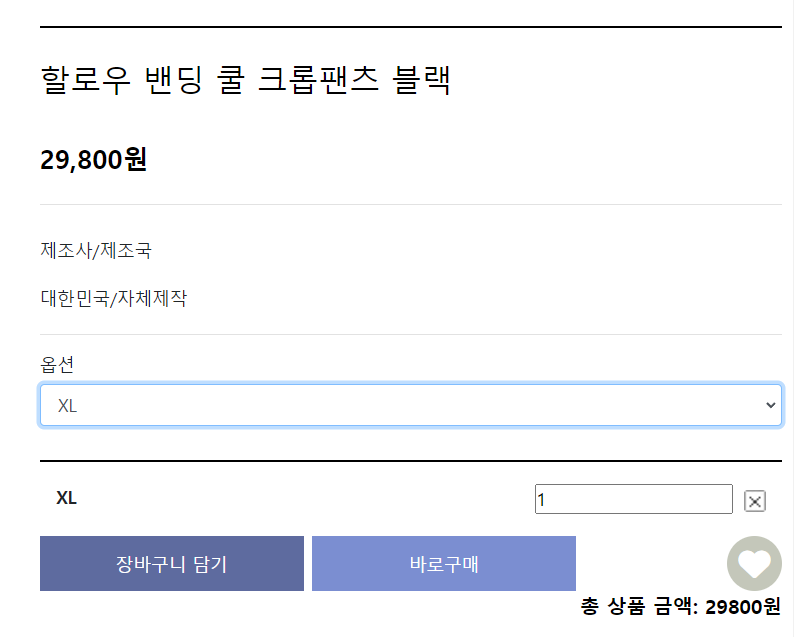 할로우 밴딩 쿨 크롭팬츠 블랙
29,800원
제조사/제조국
대한민국/자체제작
옵션
XL
XL 1
장바구니 담기 바로구매
총 상품 금액: 29800원